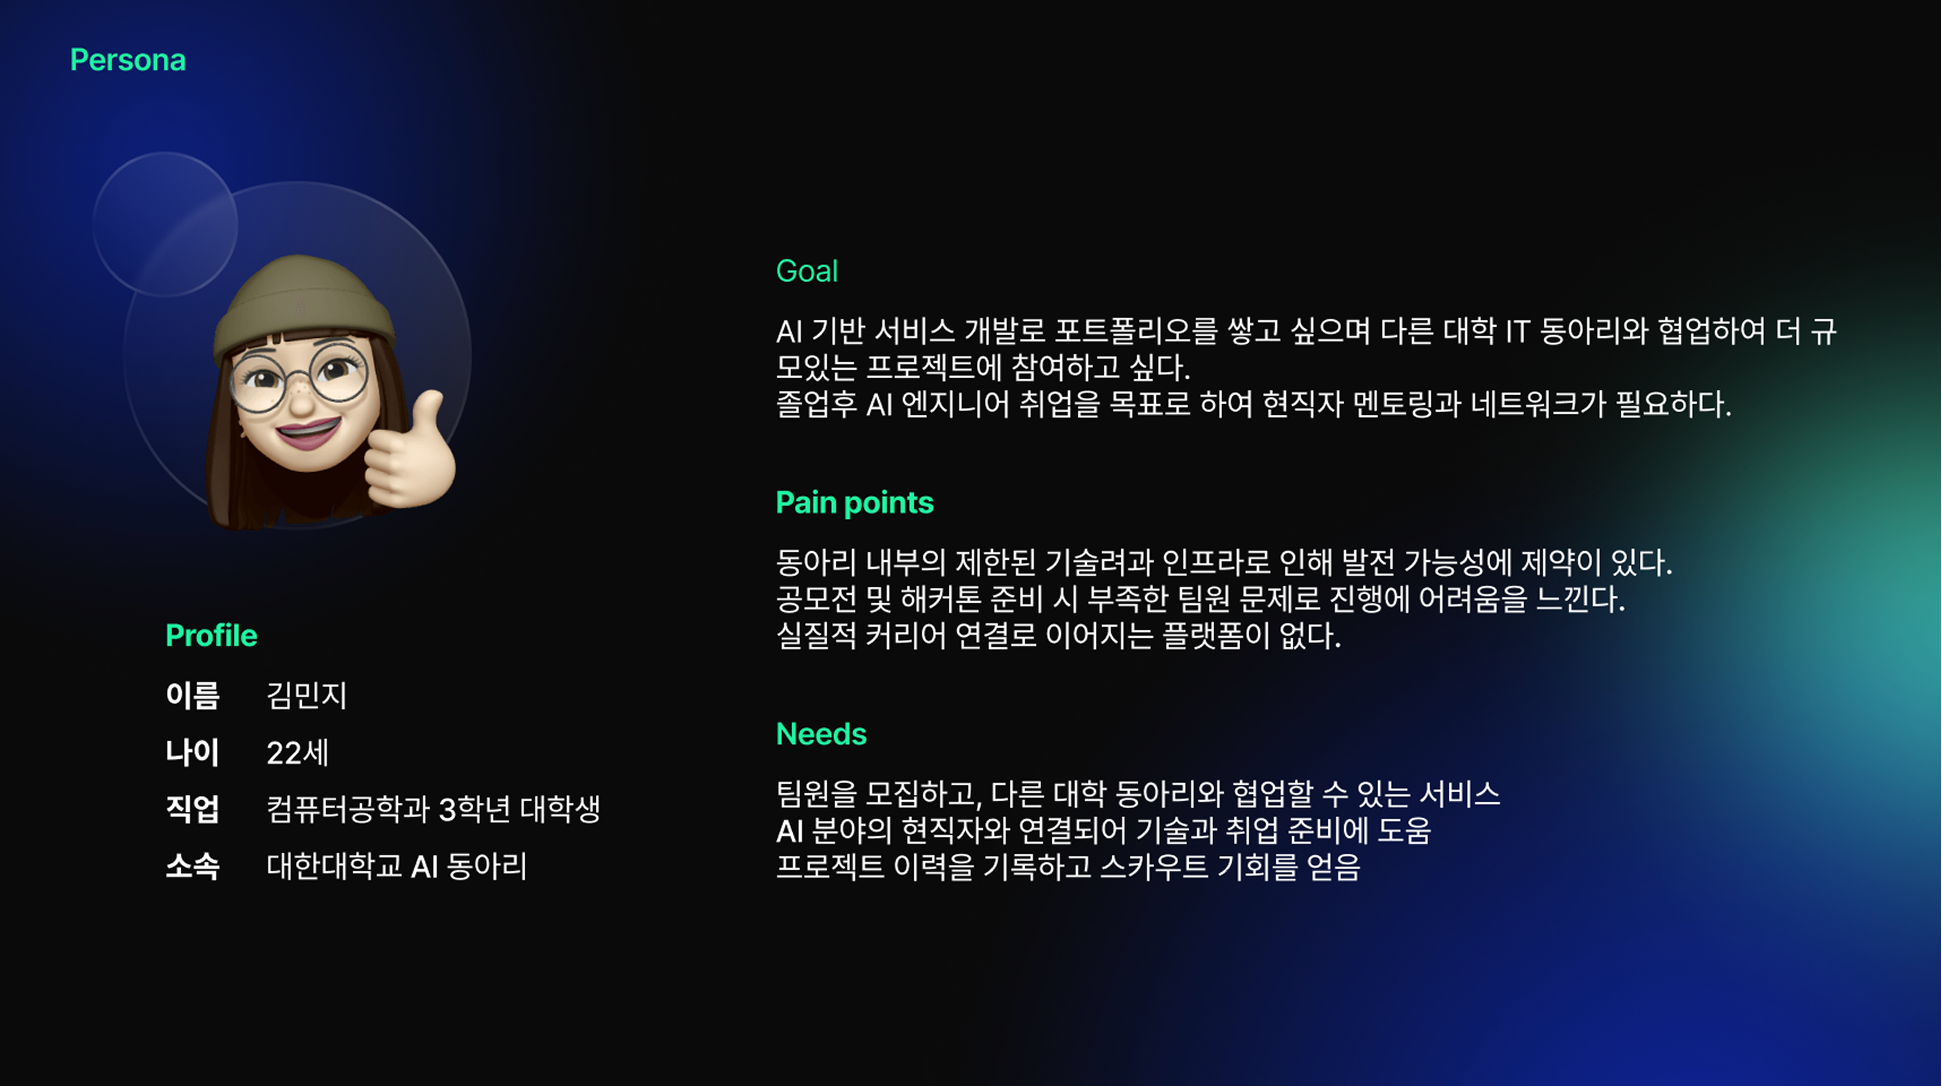 Persona
Profile
이름 김민지
나이 22세
직업 컴퓨터공학과 3학년 대학생
소속 대한대학교 AI 동아리
Goal
AI 기반 서비스 개발로 포트폴리오를 쌓고 싶으며 다른 대학 IT 동아리와 협업하여 더 규
모있는 프로젝트에 참여하고 싶다.
졸업후 AI 엔지니어 취업을 목표로 하여 현직자 멘토링과 네트워크가 필요하다.
Pain points
동아리 내부의 제한된 기술려과 인프라로 인해 발전 가능성에 제약이 있다.
공모전 및 해커톤 준비 시 부족한 팀원 문제로 진행에 어려움을 느낀다.
실질적 커리어 연결로 이어지는 플랫폼이 없다.
Needs
팀원을 모집하고, 다른 대학 동아리와 협업할 수 있는 서비스
AI 분야의 현직자와 연결되어 기술과 취업 준비에 도움
프로젝트 이력을 기록하고 스카우트 기회를 얻음